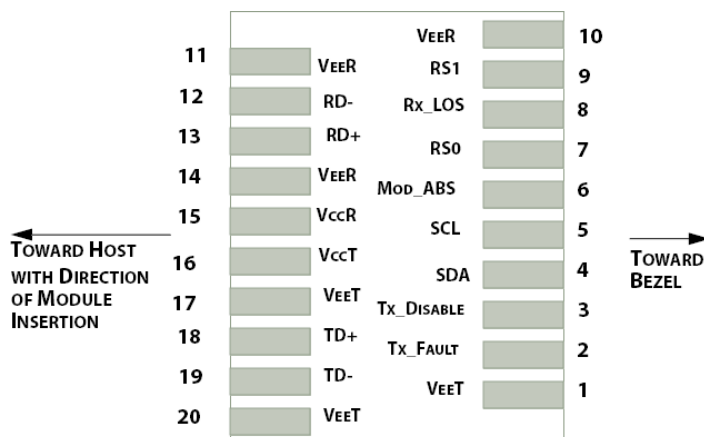 11 VEER
12 RD-
13 RD+
14 VEER
15 VCCR
16 VCCT
17 VEET
18 TD+
19 TD-
20 VEET
VEER 10
RS1 9
RX_LOS 8
RS0 7
MOD_ABS 6
SCL 5
SDA 4
TX_DISABLE 3
TX_FAULT 2
VEET 1
TOWARD HOST
WITH DIRECTION
OF MODULE
INSERTION
TOWARD
BEZEL